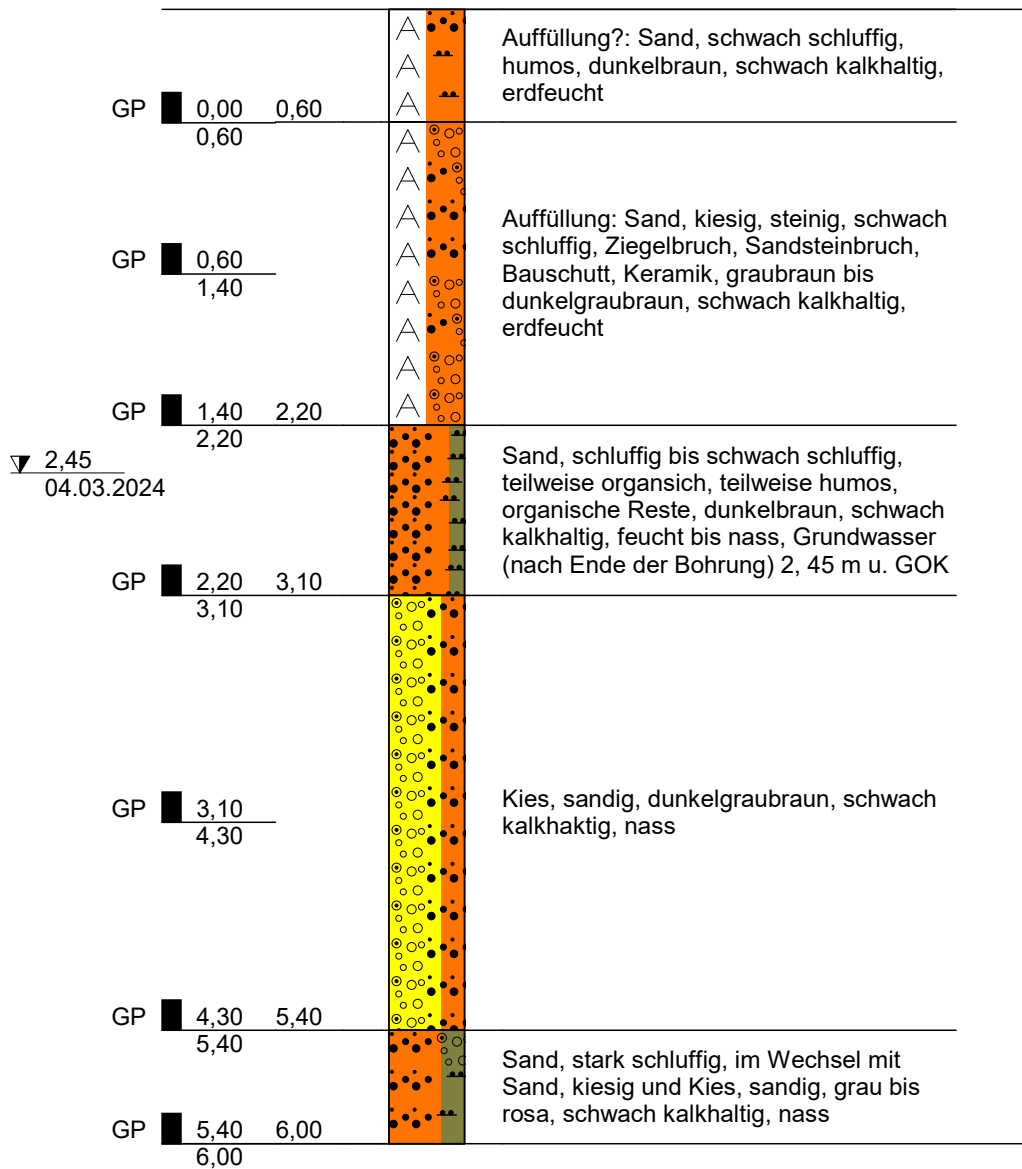 Auffüllung?: Sand, schwach schluffig,
humos, dunkelbraun, schwach kalkhaltig,
erdfeucht
GP 0,00 0,60
0,60
A
A
A
A
A
A
A
A
A
A
A
Auffüllung: Sand, kiesig, steinig, schwach
schluffig, Ziegelbruch, Sandsteinbruch,
Bauschutt, Keramik, graubraun bis
dunkelgraubraun, schwach kalkhaltig,
erdfeucht
GP 0,60
1,40
GP 1,40 2,20
2,20
2,45
04.03.2024
Sand, schluffig bis schwach schluffig,
teilweise organsich, teilweise humos,
organische Reste, dunkelbraun, schwach
kalkhaltig, feucht bis nass, Grundwasser
(nach Ende der Bohrung) 2, 45 m u. GOK
GP 2,20 3,10
3,10
Kies, sandig, dunkelgraubraun, schwach
kalkhaktig, nass
GP 3,10
4,30
GP 4,30 5,40
5,40
Sand, stark schluffig, im Wechsel mit
Sand, kiesig und Kies, sandig, grau bis
rosa, schwach kalkhaltig, nass
GP 5,40 6,00
6,00